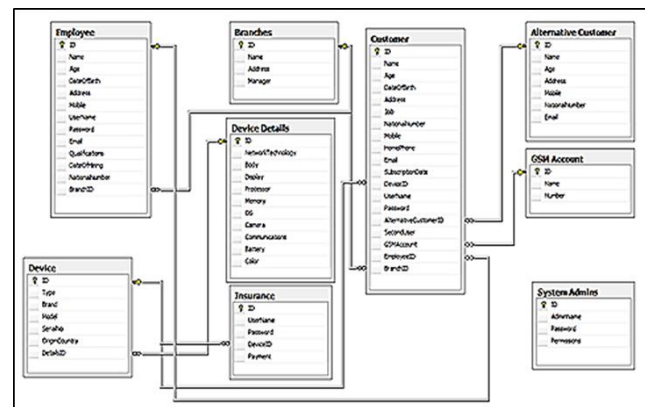 Employee
ID
Name
Age
DateOfBirth
Address
Mobile
UserName
Password
Email
Qualifications
DateOfHiring
NationalNumber
BranchID
Branches
ID
Name
Address
Manager
Device Details
ID
NetworkTechnology
Body
Display
Processor
Memory
OS
Camera
Communications
Battery
Color
Customer
ID
Name
Age
DateOfBirth
Address
Job
NationalNumber
Mobile
HomePhone
Email
SubscriptionDate
DeviceID
UserName
Password
AlternativeCustomerID
SecondUser
GSMAccount
EmployeeID
BranchID
Alternative Customer
ID
Name
Age
Address
Mobile
NationalNumber
Email
GSM Account
ID
Name
Number
Device
ID
Type
Brand
Model
SerialNo
OriginCountry
DetailsID
Insurance
ID
UserName
Password
DeviceID
Payment
System Admins
ID
AdminName
Password
Permissions